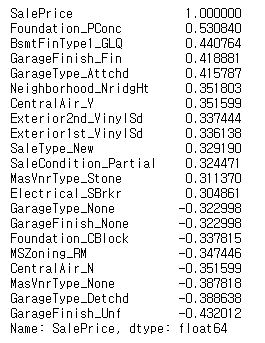 SalePrice 1.000000
Foundation_PConc 0.530840
BsmtFinType1_GLQ 0.440764
GarageFinish_Fin 0.418881
GarageType_Attchd 0.415787
Neighborhood_NridgHt 0.351803
CentralAir_Y 0.351599
Exterior2nd_VinylSd 0.337444
Exterior1st_VinylSd 0.336138
SaleType_New 0.329190
SaleCondition_Partial 0.324471
MasVnrType_Stone 0.311370
Electrical_SBrkr 0.304861
GarageType_None -0.322998
GarageFinish_None -0.322998
Foundation_CBlock -0.337815
MSZoning_RM -0.347446
CentralAir_N -0.351599
MasVnrType_None -0.387818
GarageType_Detchd -0.388638
GarageFinish_Unf -0.432012
Name: SalePrice, dtype: float64